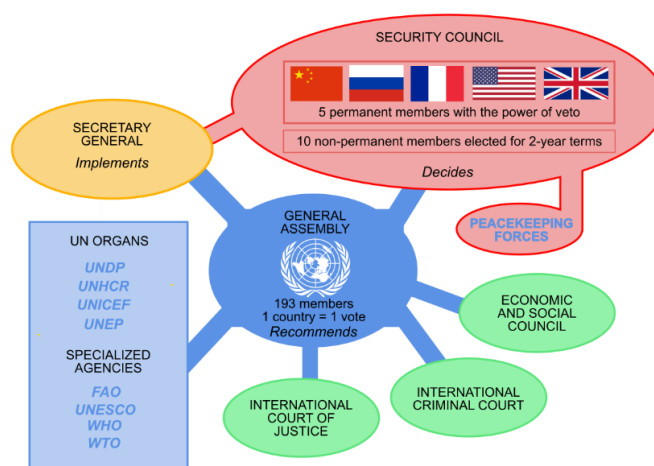 SECURITY COUNCIL
5 permanent members with the power of veto
10 non-permanent members elected for 2-year terms
Decides
SECRETARY
GENERAL
Implements
PEACEKEEPING
FORCES
GENERAL
ASSEMBLY
193 members
1 country = 1 vote
Recommends
UN ORGANS
UNDP
UNHCR
UNICEF
UNEP
SPECIALIZED
AGENCIES
FAO
UNESCO
WHO
WTO
ECONOMIC
AND SOCIAL
COUNCIL
INTERNATIONAL
CRIMINAL COURT
INTERNATIONAL
COURT OF
JUSTICE